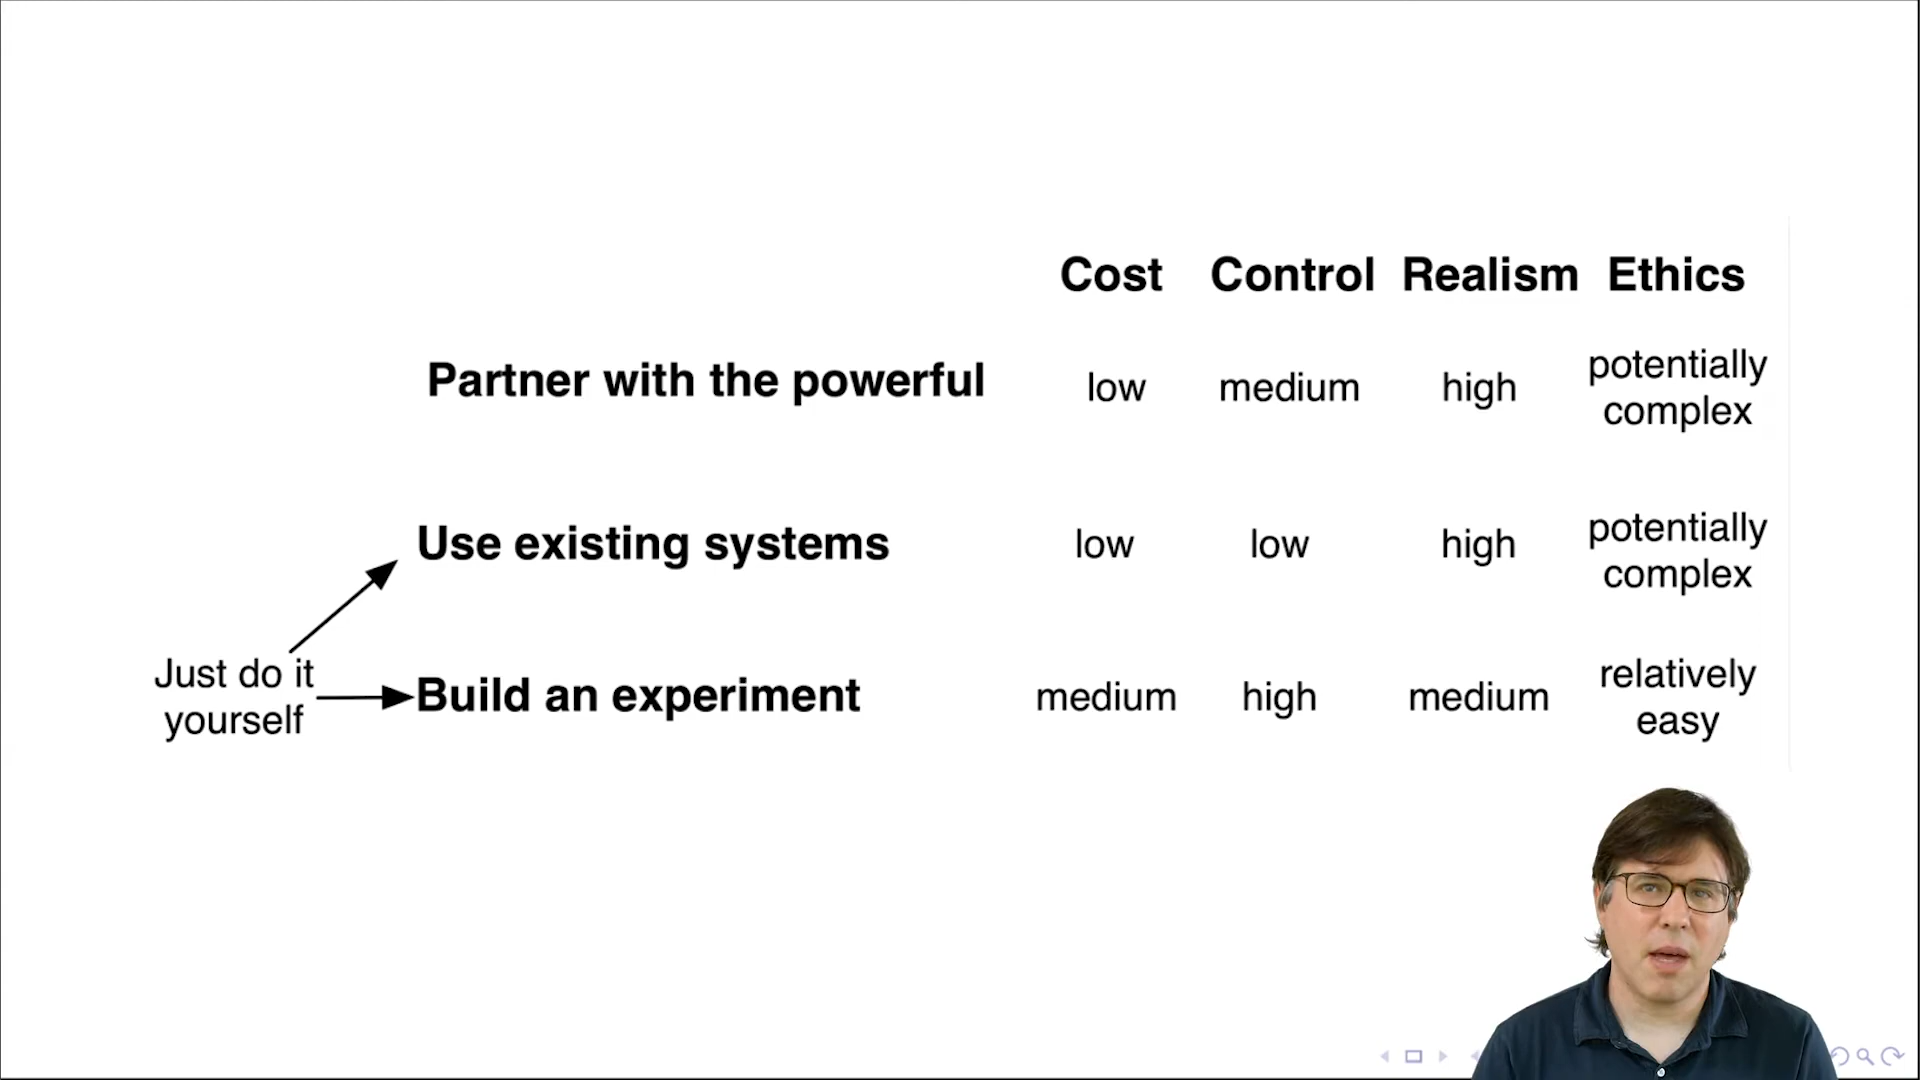 Cost Control Realism Ethics
Partner with the powerful low medium high potentially complex
Use existing systems low low high potentially complex
Just do it yourself
Build an experiment medium high medium relatively easy